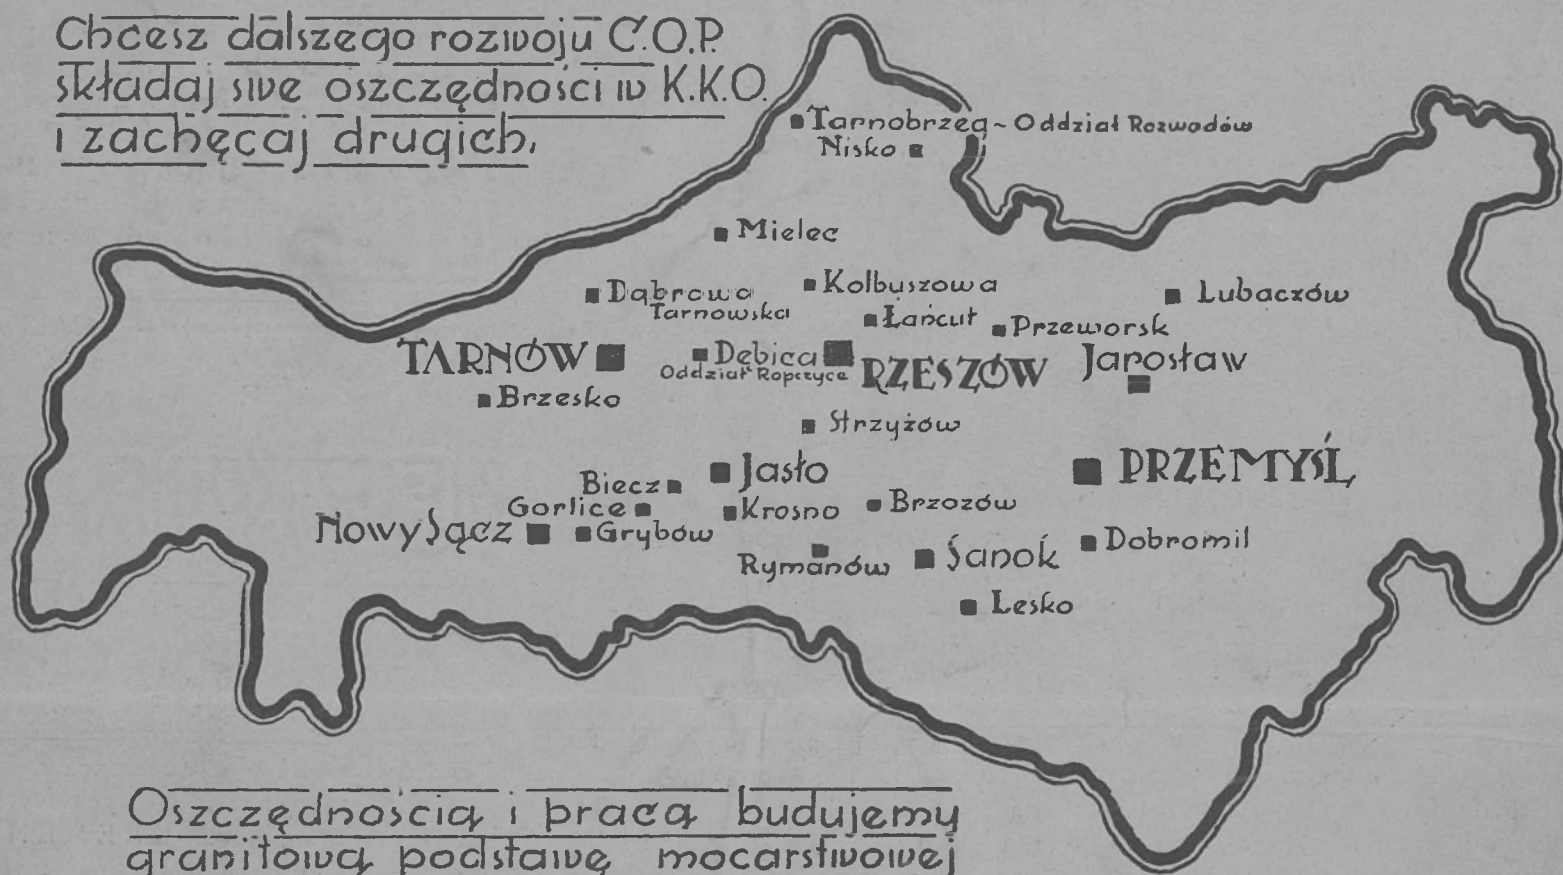 Chcesz dalszego rozwoju C.O.P.
składaj swe oszczędności w K.K.O.
i zachęcaj drugich.
Tarnobrzeg ~ Oddział Rozwadów
Nisko
Mielec
Dąbrowa
Tarnowska
Kolbuszowa
Łańcut
Przeworsk
Lubaczów
TARNÓW
Dębica
Oddział Ropczyce
RZESZÓW
Jarosław
Brzesko
Strzyżów
Jasło
PRZEMYŚL
Biecz
Gorlice
Krosno
Brzozów
Nowy Sącz
Grybów
Rymanów
Sanok
Dobromil
Lesko
Oszczędnością i pracą budujemy
granitową podstawę mocarstwowej